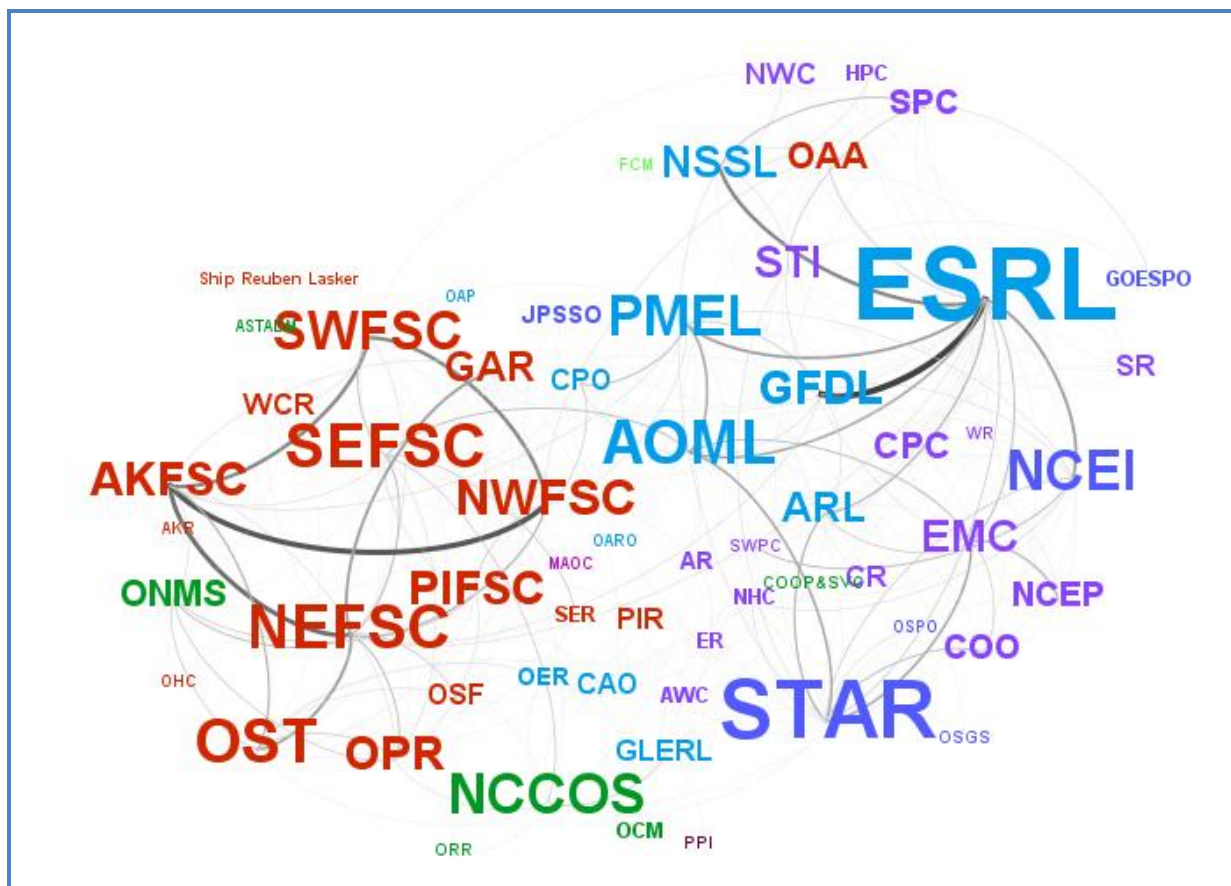 NWC
HPC
SPC
FCM
NSSL
OAA
STI
ESRL
GOESPO
Ship Reuben Lasker
OAP
ASTADM
SWFSC
JPSSO
PMEL
GAR
CPO
GFDL
SR
WCR
SEFSC
AOML
CPC
WR
NCEI
AKFSC
NWFSC
ARL
AKR
OARO
SWPC
EMC
MAOC
AR
COOP&SVC
CR
ONMS
PIFSC
NHC
NCEP
NEFSC
SER
PIR
ER
OSPO
COO
OHC
OSF
OER
CAO
AWC
STAR
OSGS
OST
OPR
GLERL
NCCOS
OCM
PPI
ORR